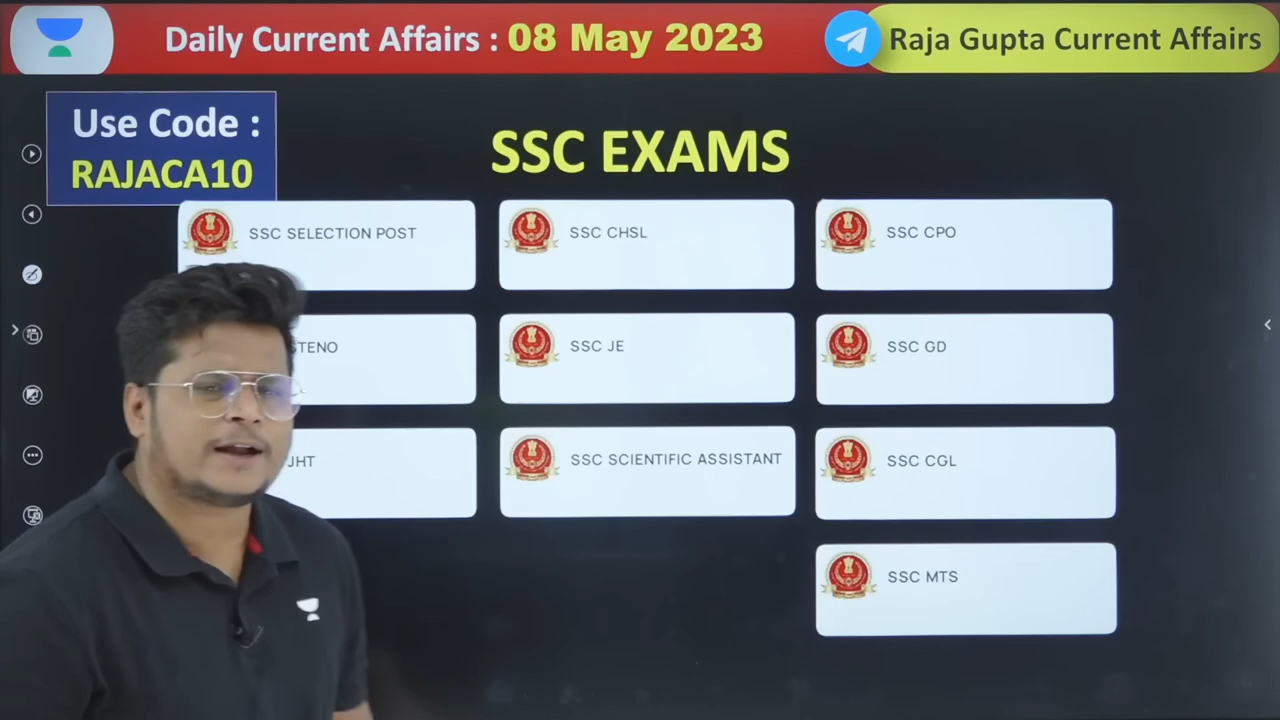 Daily Current Affairs : 08 May 2023
Raja Gupta Current Affairs
Use Code :
RAJACA10
SSC EXAMS
SSC SELECTION POST
SSC CHSL
SSC CPO
STENO
SSC JE
SSC GD
JHT
SSC SCIENTIFIC ASSISTANT
SSC CGL
SSC MTS